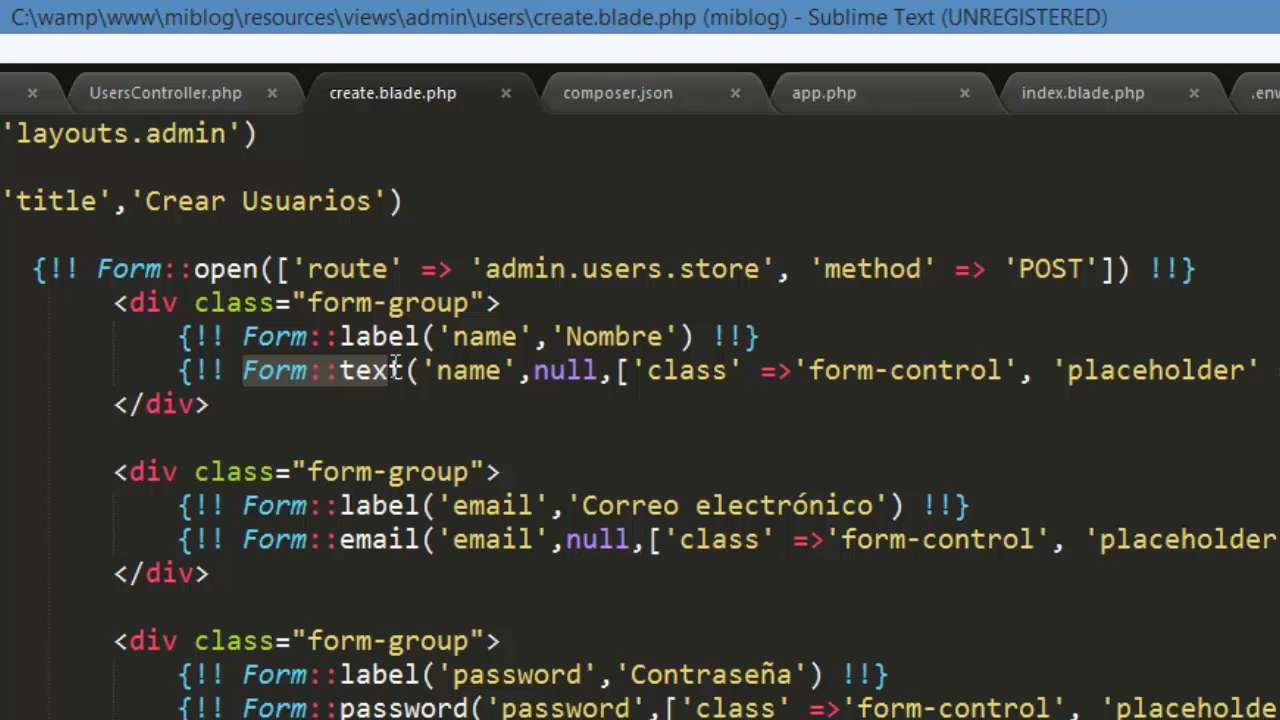 C:\wamp\www\miblog\resources\views\admin\users\create.blade.php (miblog) - Sublime Text (UNREGISTERED)
× UsersController.php × create.blade.php × composer.json × app.php × index.blade.php × .env
'layouts.admin')
'title','Crear Usuarios')
{!! Form::open(['route' => 'admin.users.store', 'method' => 'POST']) !!}
<div class="form-group">
{!! Form::label('name','Nombre') !!}
{!! Form::text('name',null,['class' =>'form-control', 'placeholder'
</div>
<div class="form-group">
{!! Form::label('email','Correo electrónico') !!}
{!! Form::email('email',null,['class' =>'form-control', 'placeholder
</div>
<div class="form-group">
{!! Form::label('password','Contraseña') !!}
{!! Form::password('password',['class' =>'form-control', 'placeholde